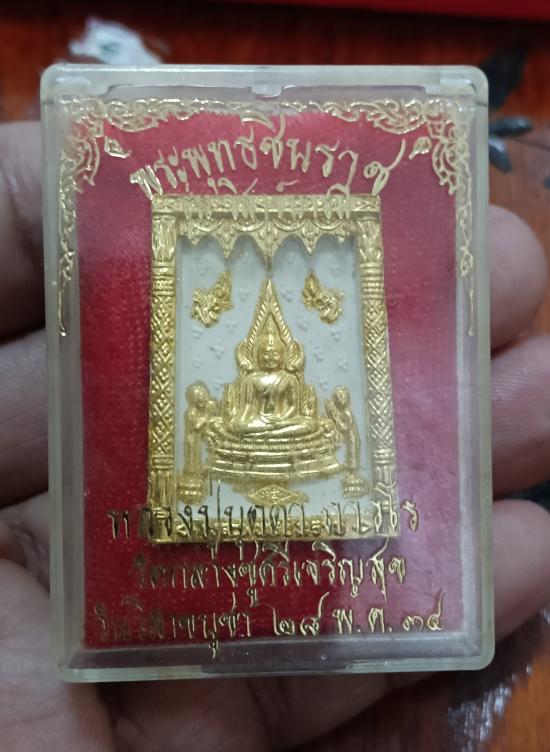 พระพุทธชินราช
หลวงปู่บุดดา ถาวโร
วัดกลางชูศรีเจริญสุข
วันวิสาขบูชา ๒๘ พ.ค. ๓๔